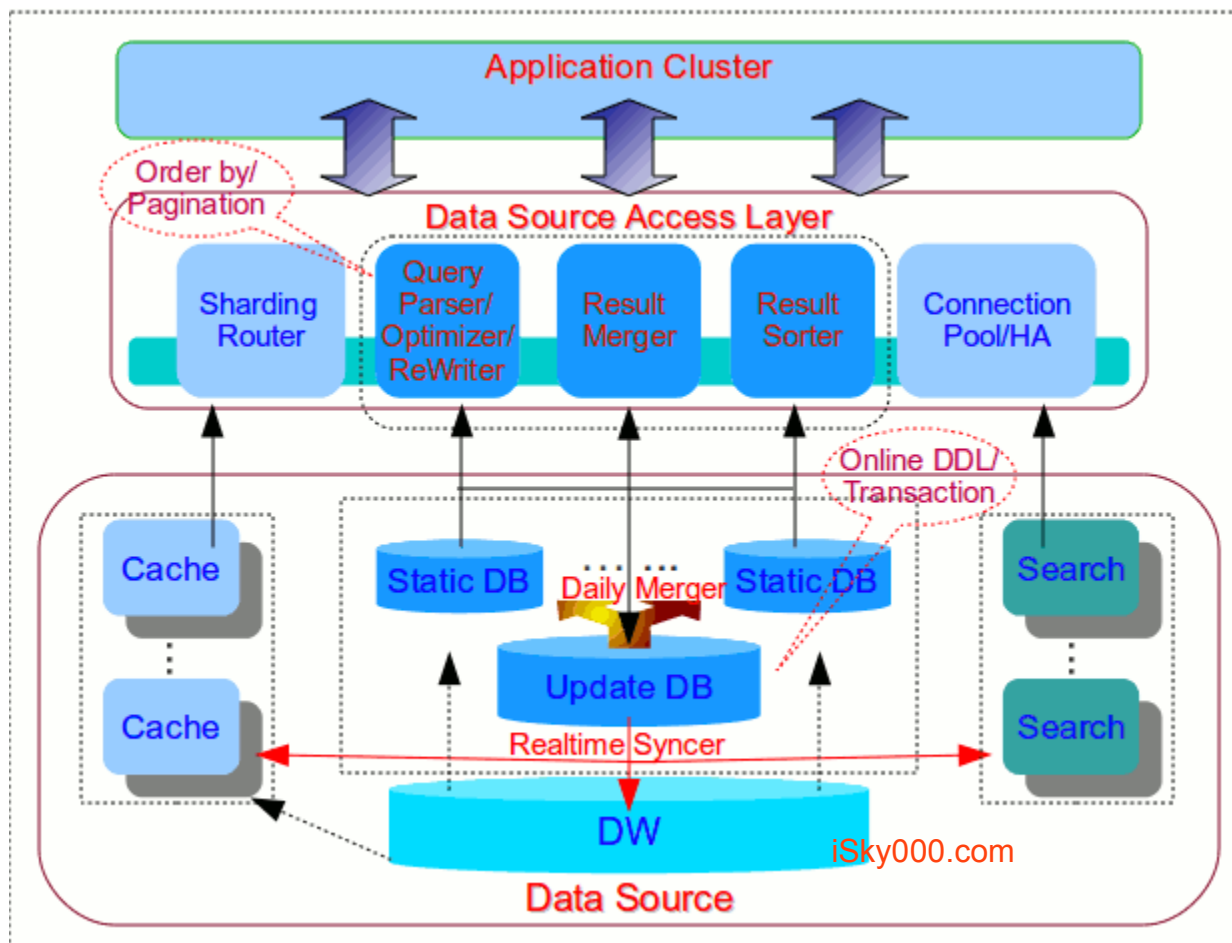 Application Cluster
Order by/
Pagination
Data Source Access Layer
Sharding
Router
Query
Parser/
Optimizer/
ReWriter
Result
Merger
Result
Sorter
Connection
Pool/HA
Online DDL/
Transaction
Cache
Static DB
... ...
Static DB
Search
Daily Merger
Update DB
Cache
Realtime Syncer
Search
DW
iSky000.com
Data Source